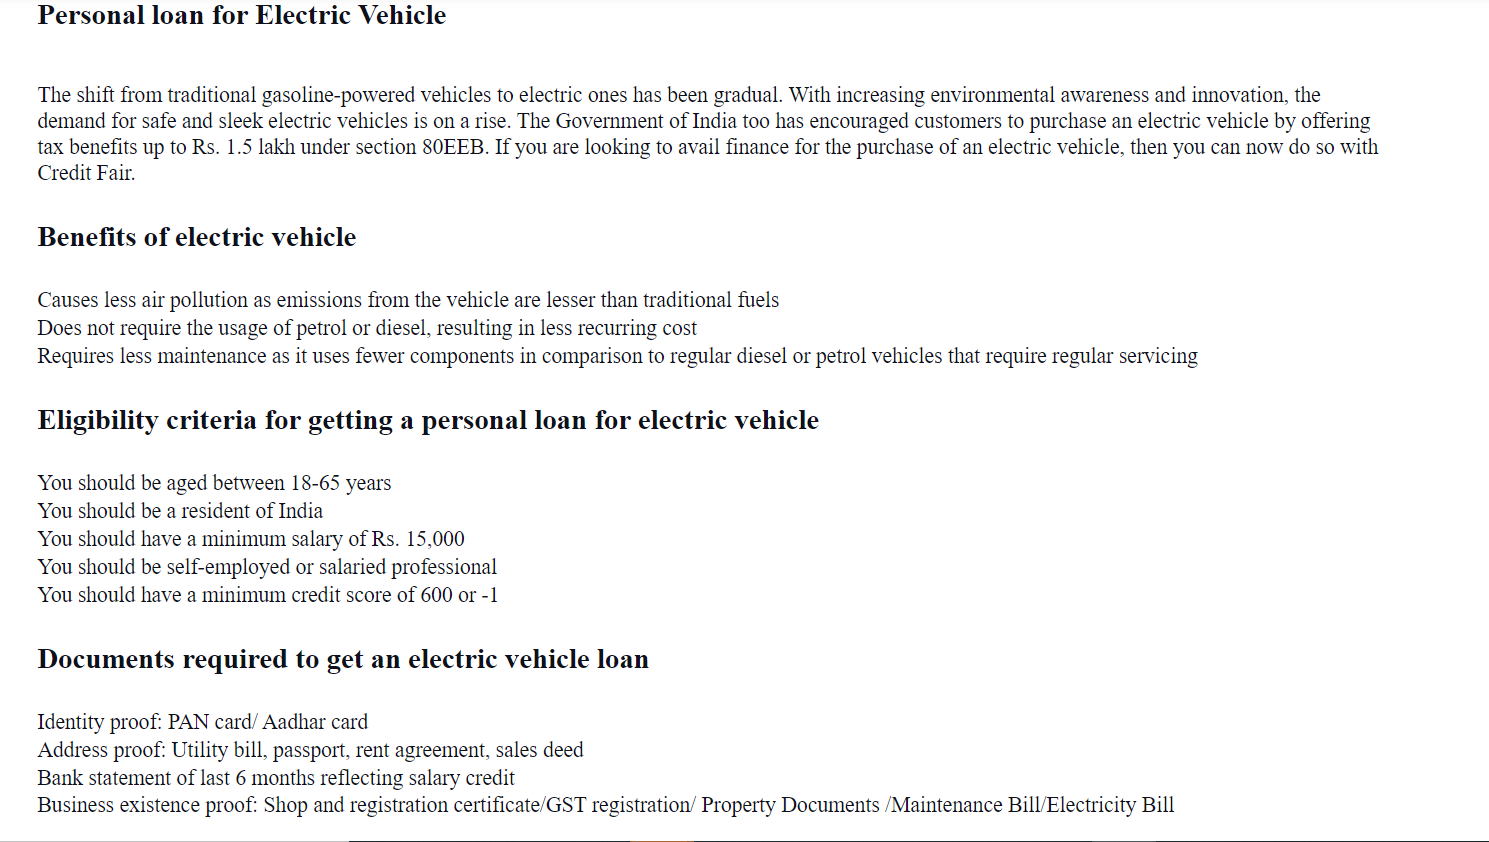 Personal loan for Electric Vehicle
The shift from traditional gasoline-powered vehicles to electric ones has been gradual. With increasing environmental awareness and innovation, the
demand for safe and sleek electric vehicles is on a rise. The Government of India too has encouraged customers to purchase an electric vehicle by offering
tax benefits up to Rs. 1.5 lakh under section 80EEB. If you are looking to avail finance for the purchase of an electric vehicle, then you can now do so with
Credit Fair.
Benefits of electric vehicle
Causes less air pollution as emissions from the vehicle are lesser than traditional fuels
Does not require the usage of petrol or diesel, resulting in less recurring cost
Requires less maintenance as it uses fewer components in comparison to regular diesel or petrol vehicles that require regular servicing
Eligibility criteria for getting a personal loan for electric vehicle
You should be aged between 18-65 years
You should be a resident of India
You should have a minimum salary of Rs. 15,000
You should be self-employed or salaried professional
You should have a minimum credit score of 600 or -1
Documents required to get an electric vehicle loan
Identity proof: PAN card/ Aadhar card
Address proof: Utility bill, passport, rent agreement, sales deed
Bank statement of last 6 months reflecting salary credit
Business existence proof: Shop and registration certificate/GST registration/ Property Documents /Maintenance Bill/Electricity Bill